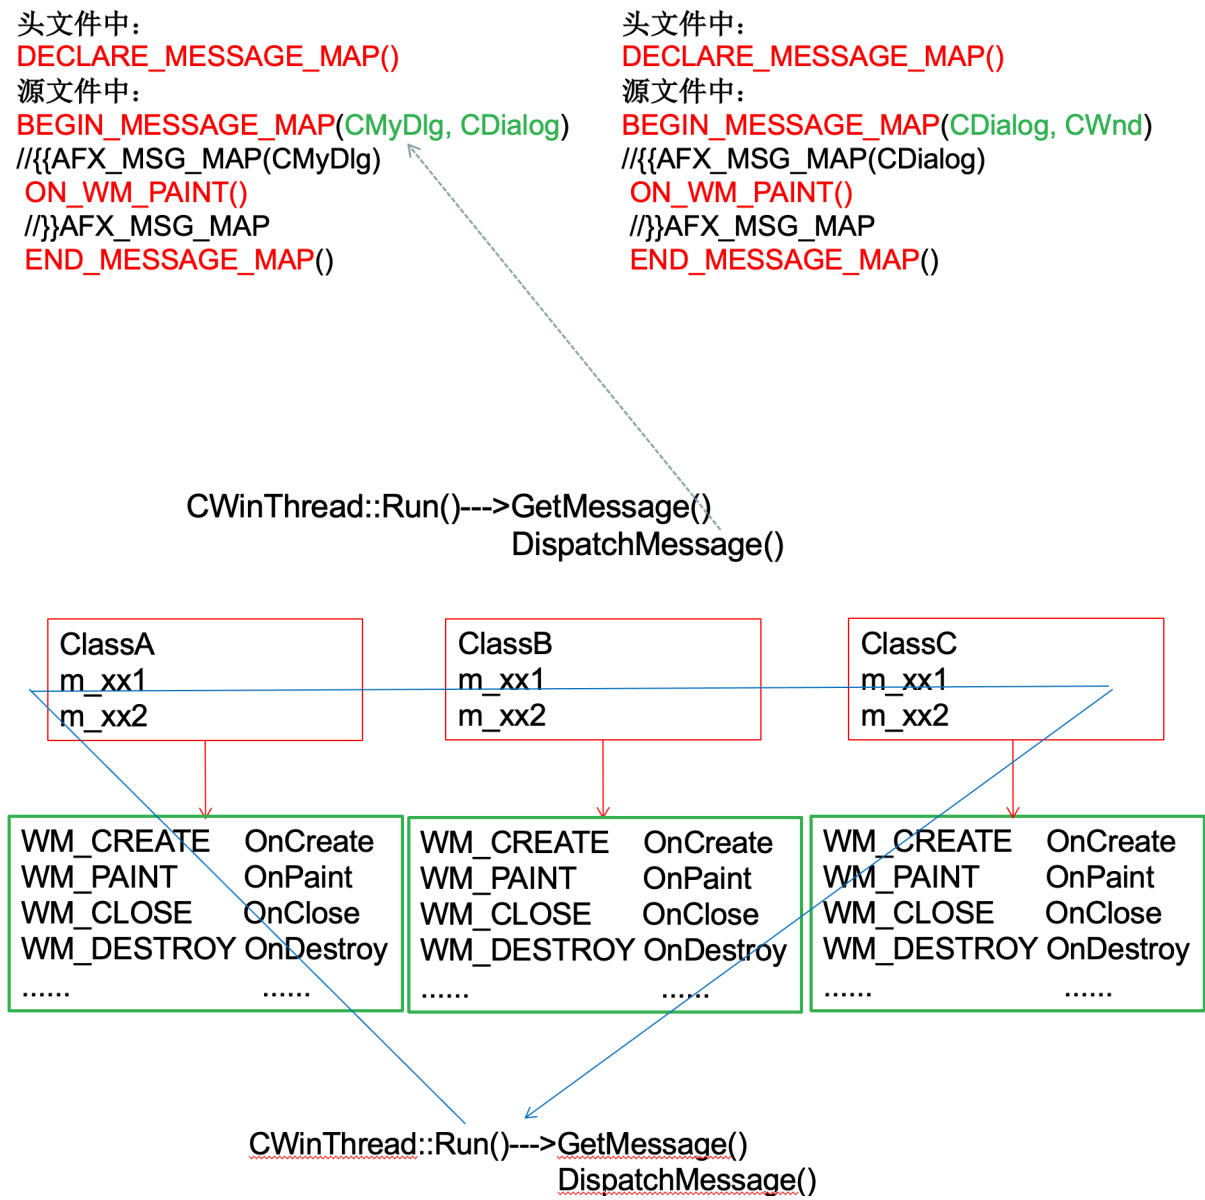 头文件中：
DECLARE_MESSAGE_MAP()
源文件中：
BEGIN_MESSAGE_MAP(CMyDlg, CDialog)
//{{AFX_MSG_MAP(CMyDlg)
ON_WM_PAINT()
//}}AFX_MSG_MAP
END_MESSAGE_MAP()
头文件中：
DECLARE_MESSAGE_MAP()
源文件中：
BEGIN_MESSAGE_MAP(CDialog, CWnd)
//{{AFX_MSG_MAP(CDialog)
ON_WM_PAINT()
//}}AFX_MSG_MAP
END_MESSAGE_MAP()
CWinThread::Run()--->GetMessage()
DispatchMessage()
ClassA
m_xx1
m_xx2
ClassB
m_xx1
m_xx2
ClassC
m_xx1
m_xx2
WM_CREATE OnCreate
WM_PAINT OnPaint
WM_CLOSE OnClose
WM_DESTROY OnDestroy
...... ......
WM_CREATE OnCreate
WM_PAINT OnPaint
WM_CLOSE OnClose
WM_DESTROY OnDestroy
...... ......
WM_CREATE OnCreate
WM_PAINT OnPaint
WM_CLOSE OnClose
WM_DESTROY OnDestroy
...... ......
CWinThread::Run()--->GetMessage()
DispatchMessage()